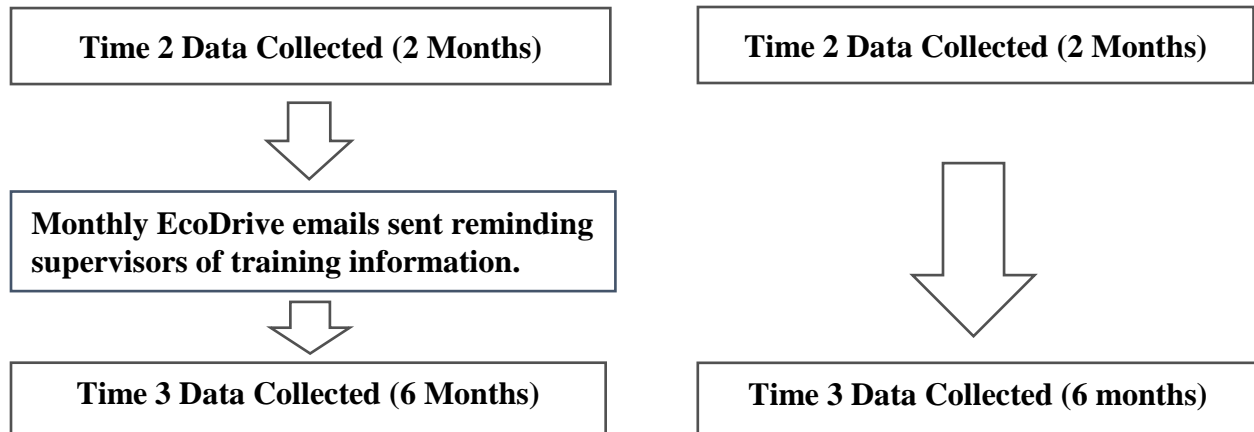 Time 2 Data Collected (2 Months)
Time 2 Data Collected (2 Months)
Monthly EcoDrive emails sent reminding
supervisors of training information.
Time 3 Data Collected (6 Months)
Time 3 Data Collected (6 months)